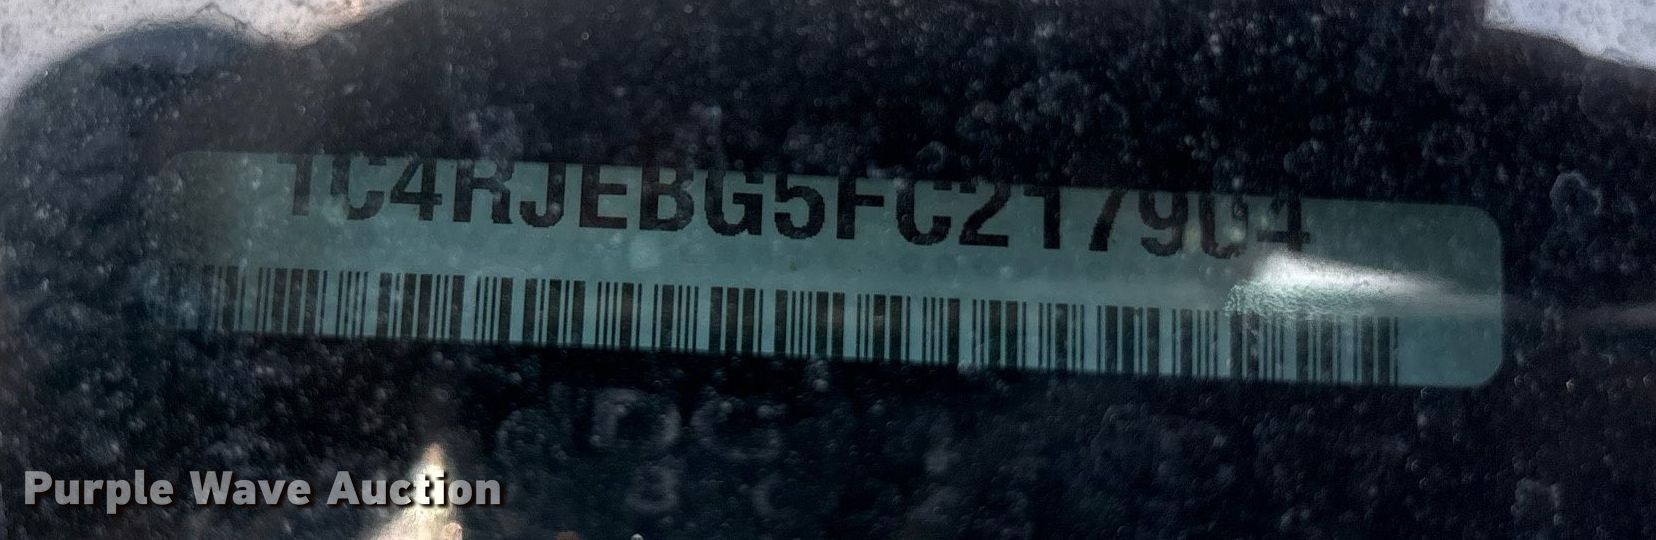 1C4RJEBG5FC217904
Purple Wave Auction